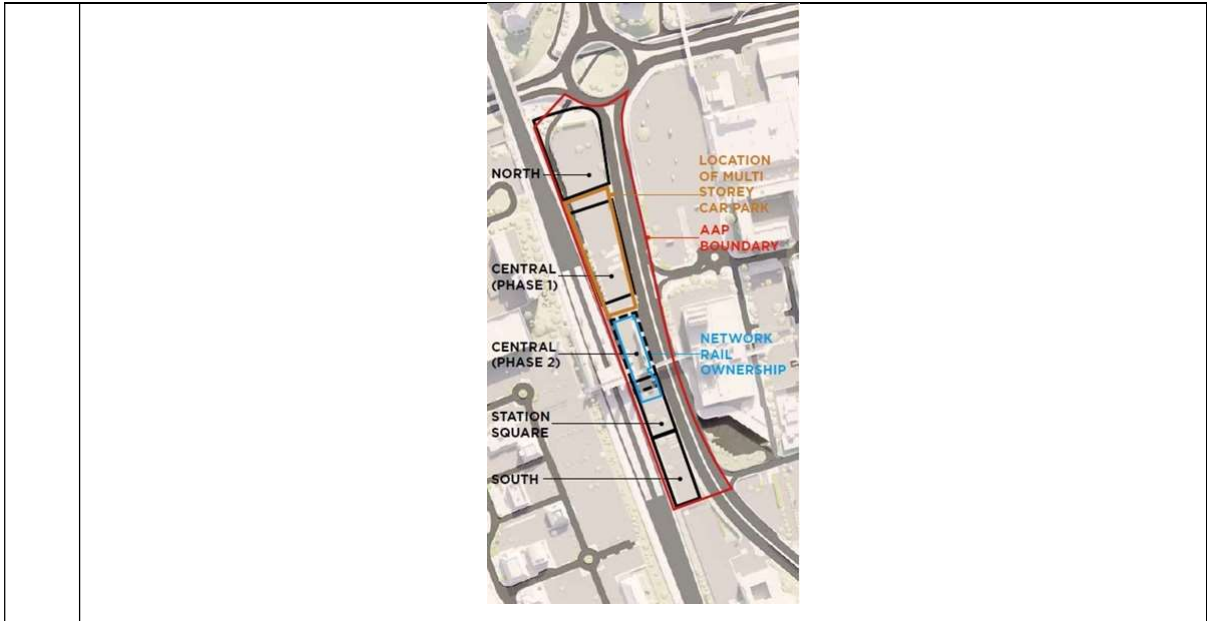 NORTH
LOCATION
OF MULTI
STOREY
CAR PARK
AAP
BOUNDARY
CENTRAL
(PHASE 1)
CENTRAL
(PHASE 2)
NETWORK
RAIL
OWNERSHIP
STATION
SQUARE
SOUTH